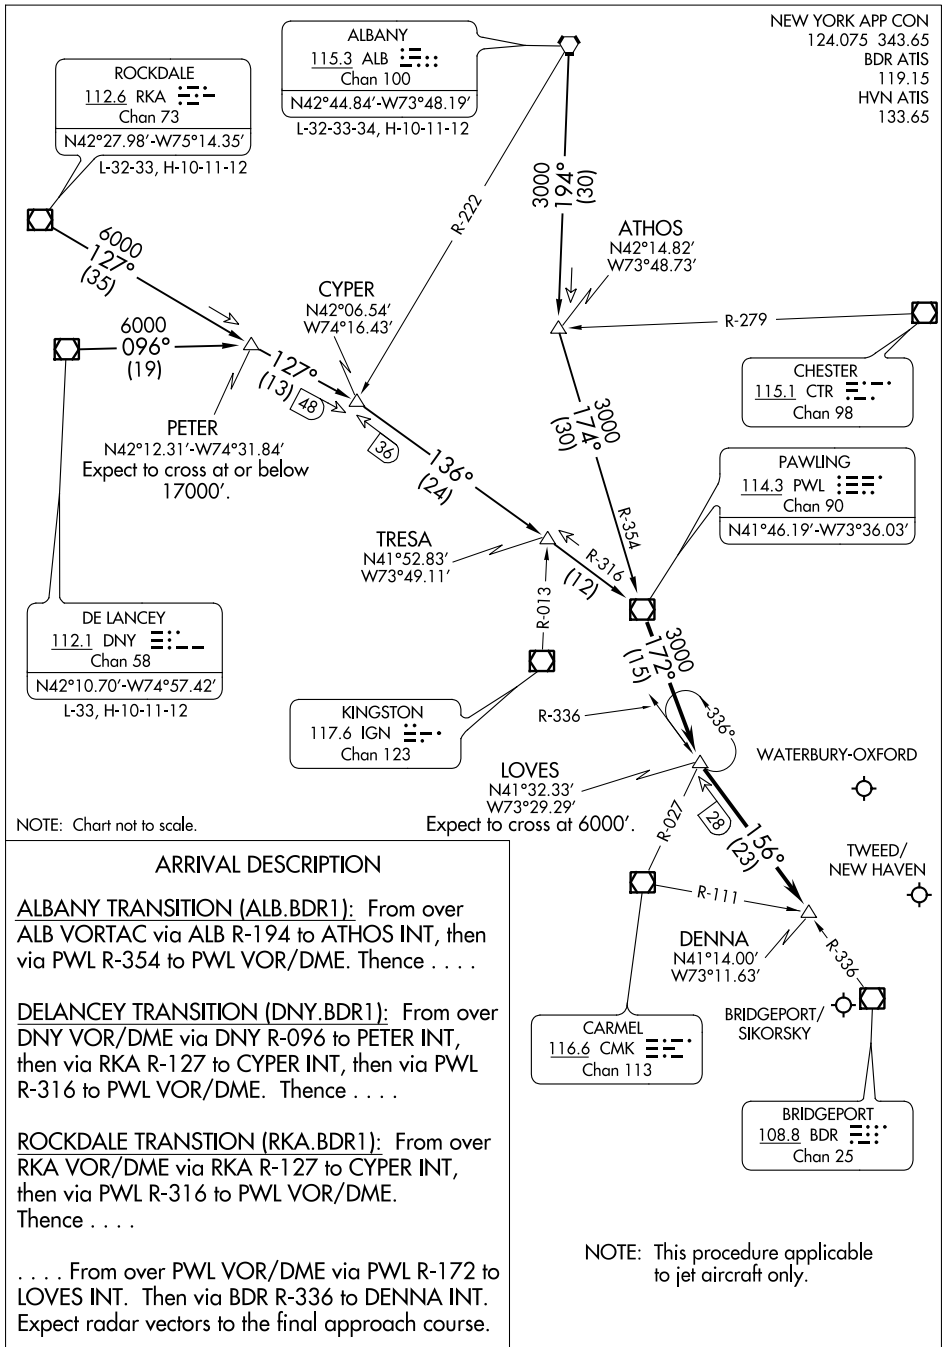 NEW YORK APP CON
124.075 343.65
BDR ATIS
119.15
HVN ATIS
133.65
ALBANY
115.3 ALB
Chan 100
N42°44.84'-W73°48.19'
L-32-33-34, H-10-11-12
ROCKDALE
112.6 RKA
Chan 73
N42°27.98'-W75°14.35'
L-32-33, H-10-11-12
R-222
3000
194°
(30)
ATHOS
N42°14.82'
W73°48.73'
6000
127°
(35)
CYPER
N42°06.54'
W74°16.43'
6000
096°
(19)
R-279
127°
(13)
48
CHESTER
115.1 CTR
Chan 98
PETER
N42°12.31'-W74°31.84'
Expect to cross at or below
17000'.
36
136°
(24)
3000
174°
(30)
R-354
PAWLING
114.3 PWL
Chan 90
N41°46.19'-W73°36.03'
TRESA
N41°52.83'
W73°49.11'
R-316
(12)
R-013
DE LANCEY
112.1 DNY
Chan 58
N42°10.70'-W74°57.42'
L-33, H-10-11-12
KINGSTON
117.6 IGN
Chan 123
3000
172°
(15)
R-336
336°
LOVES
N41°32.33'
W73°29.29'
Expect to cross at 6000'.
WATERBURY-OXFORD
R-027
28
156°
(23)
TWEED/
NEW HAVEN
R-111
DENNA
N41°14.00'
W73°11.63'
R-336
BRIDGEPORT/
SIKORSKY
CARMEL
116.6 CMK
Chan 113
BRIDGEPORT
108.8 BDR
Chan 25
NOTE: Chart not to scale.
ARRIVAL DESCRIPTION
ALBANY TRANSITION (ALB.BDR1): From over
ALB VORTAC via ALB R-194 to ATHOS INT, then
via PWL R-354 to PWL VOR/DME. Thence . . . .
DELANCEY TRANSITION (DNY.BDR1): From over
DNY VOR/DME via DNY R-096 to PETER INT,
then via RKA R-127 to CYPER INT, then via PWL
R-316 to PWL VOR/DME. Thence . . . .
ROCKDALE TRANSTION (RKA.BDR1): From over
RKA VOR/DME via RKA R-127 to CYPER INT,
then via PWL R-316 to PWL VOR/DME.
Thence . . . .
. . . . From over PWL VOR/DME via PWL R-172 to
LOVES INT. Then via BDR R-336 to DENNA INT.
Expect radar vectors to the final approach course.
NOTE: This procedure applicable
to jet aircraft only.